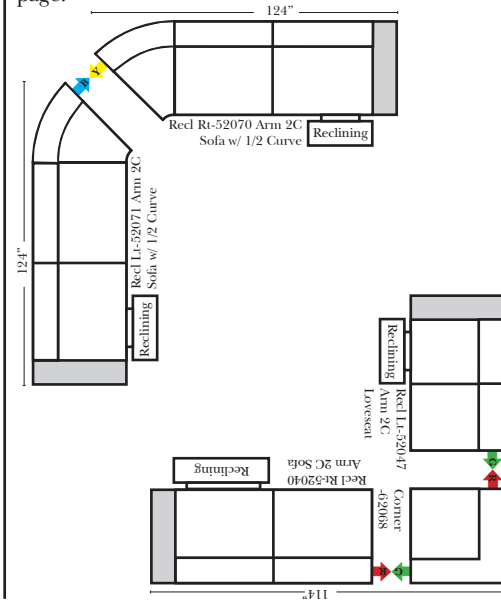 page.
124”
Recl Rt-52070 Arm 2C
Sofa w/ 1/2 Curve
Reclining
B
Y
124”
Recl Lt-52071 Arm 2C
Sofa w/ 1/2 Curve
Reclining
Reclining
Recl Lt-52047
Arm 2C
Loveseat
G
R
Corner
-62068
Recl Rt-52040
Arm 2C Sofa
Reclining
R
G
114”